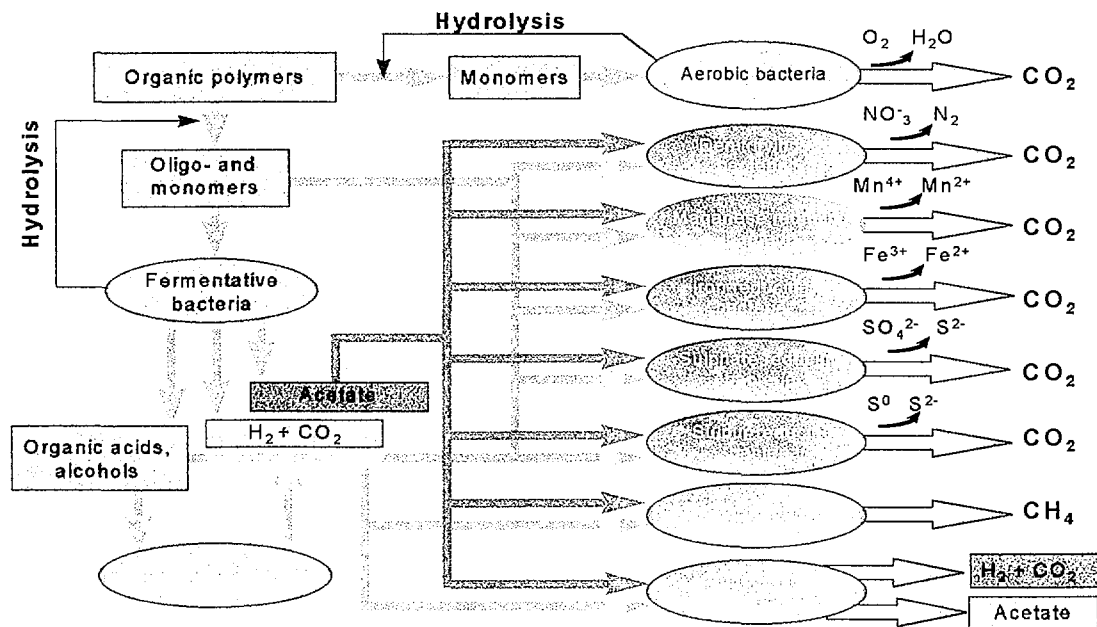 Hydrolysis
Organic polymers
Monomers
Aerobic bacteria
O₂
H₂O
CO₂
Hydrolysis
Oligo- and
monomers
NO⁻₃
N₂
CO₂
Mn⁴⁺
Mn²⁺
CO₂
Fermentative
bacteria
Fe³⁺
Fe²⁺
CO₂
SO₄²⁻
S²⁻
CO₂
Acetate
H₂ + CO₂
Organic acids,
alcohols
S⁰
S²⁻
CO₂
CH₄
H₂ + CO₂
Acetate